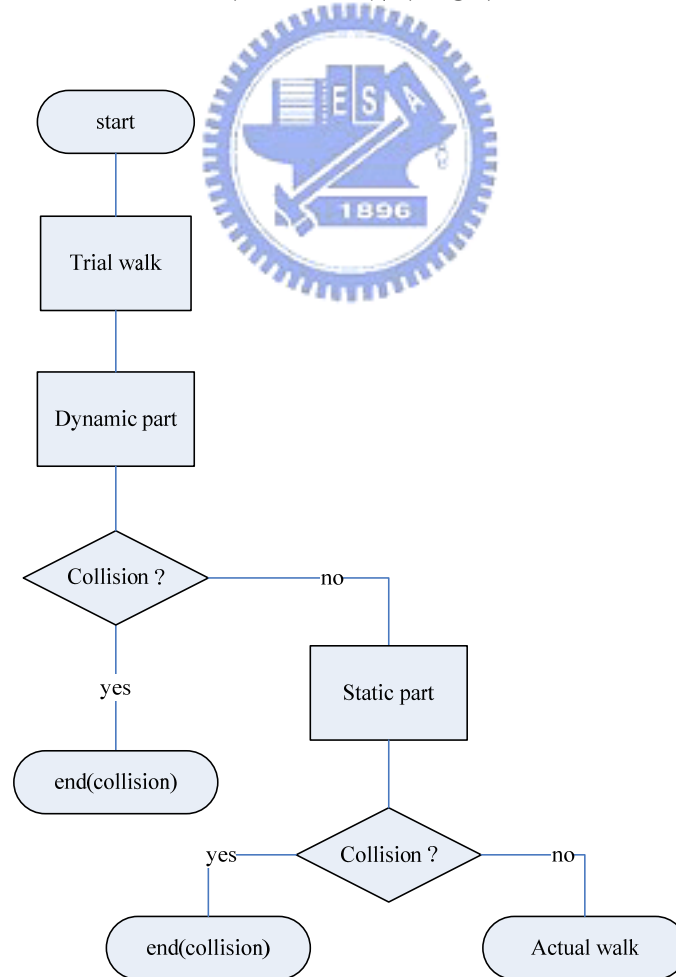 E S A
1896
start
Trial walk
Dynamic part
Collision ?
no
yes
Static part
end(collision)
Collision ?
yes
no
end(collision)
Actual walk